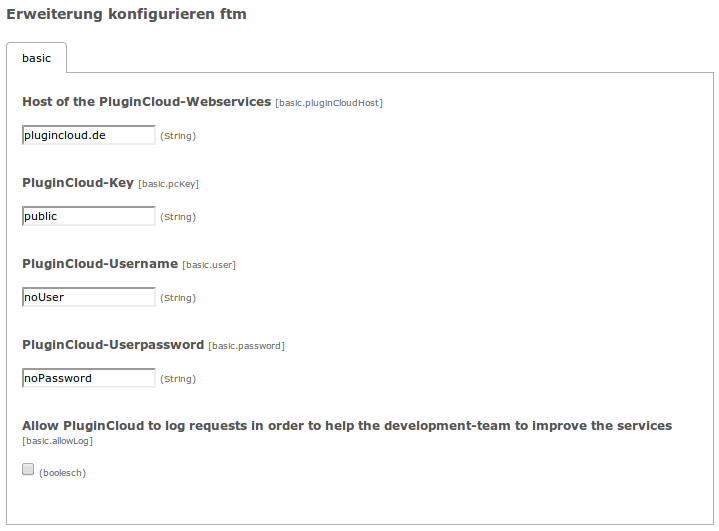 Erweiterung konfigurieren ftm
basic
Host of the PluginCloud-Webservices [basic.pluginCloudHost]
plugincloud.de (String)
PluginCloud-Key [basic.pcKey]
public (String)
PluginCloud-Username [basic.user]
noUser (String)
PluginCloud-Userpassword [basic.password]
noPassword (String)
Allow PluginCloud to log requests in order to help the development-team to improve the services
[basic.allowLog]
(boolesch)